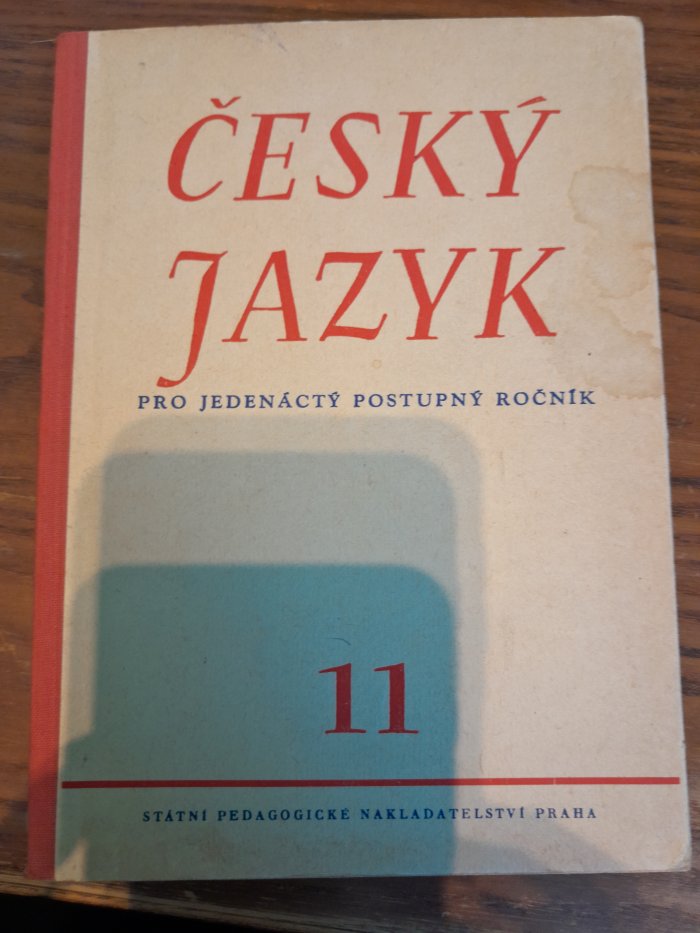 ČESKÝ
JAZYK
PRO JEDENÁCTÝ POSTUPNÝ ROČNÍK
11
STÁTNÍ PEDAGOGICKÉ NAKLADATELSTVÍ PRAHA